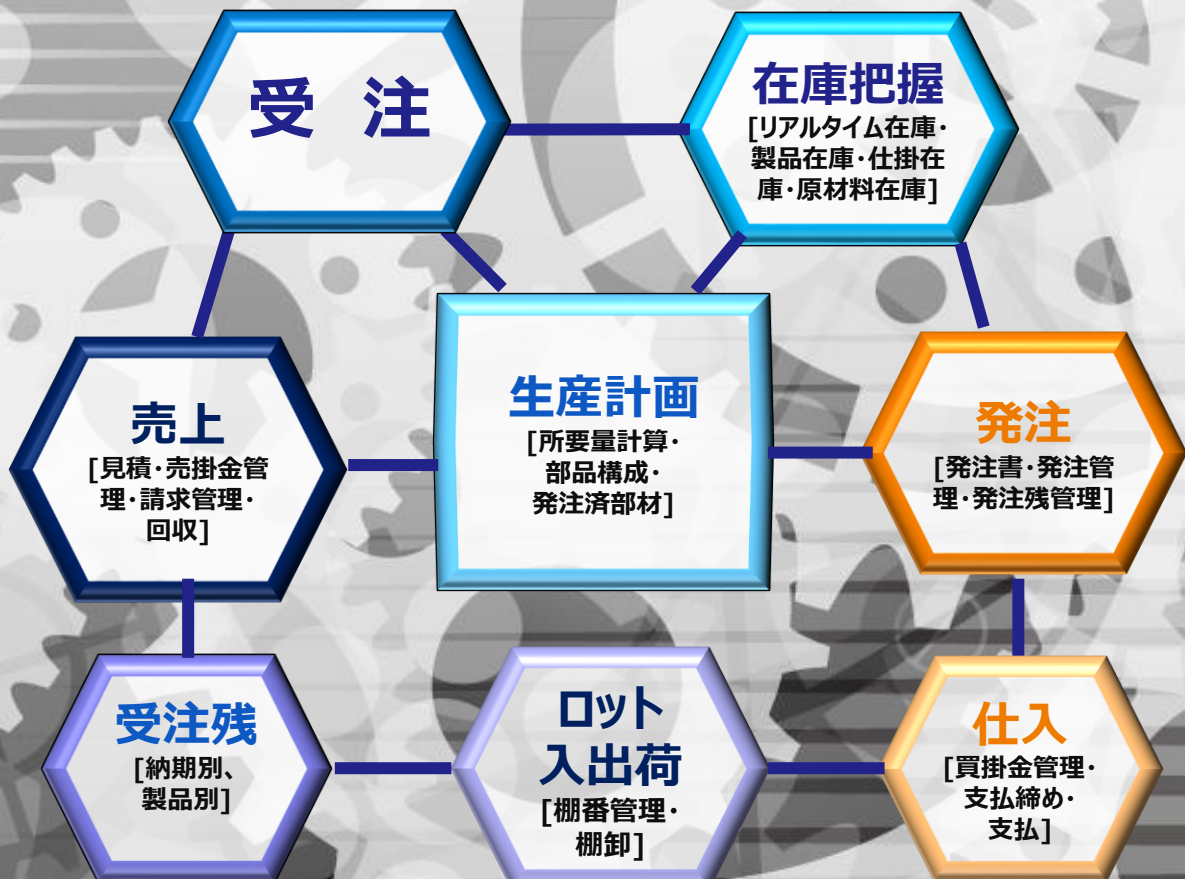 受　注
在庫把握
[リアルタイム在庫・
製品在庫・仕掛在
庫・原材料在庫]
売上
[見積・売掛金管
理・請求管理・
回収]
生産計画
[所要量計算・
部品構成・
発注済部材]
発注
[発注書・発注管
理・発注残管理]
受注残
[納期別、
製品別]
ロット
入出荷
[棚番管理・
棚卸]
仕入
[買掛金管理・
支払締め・
支払]